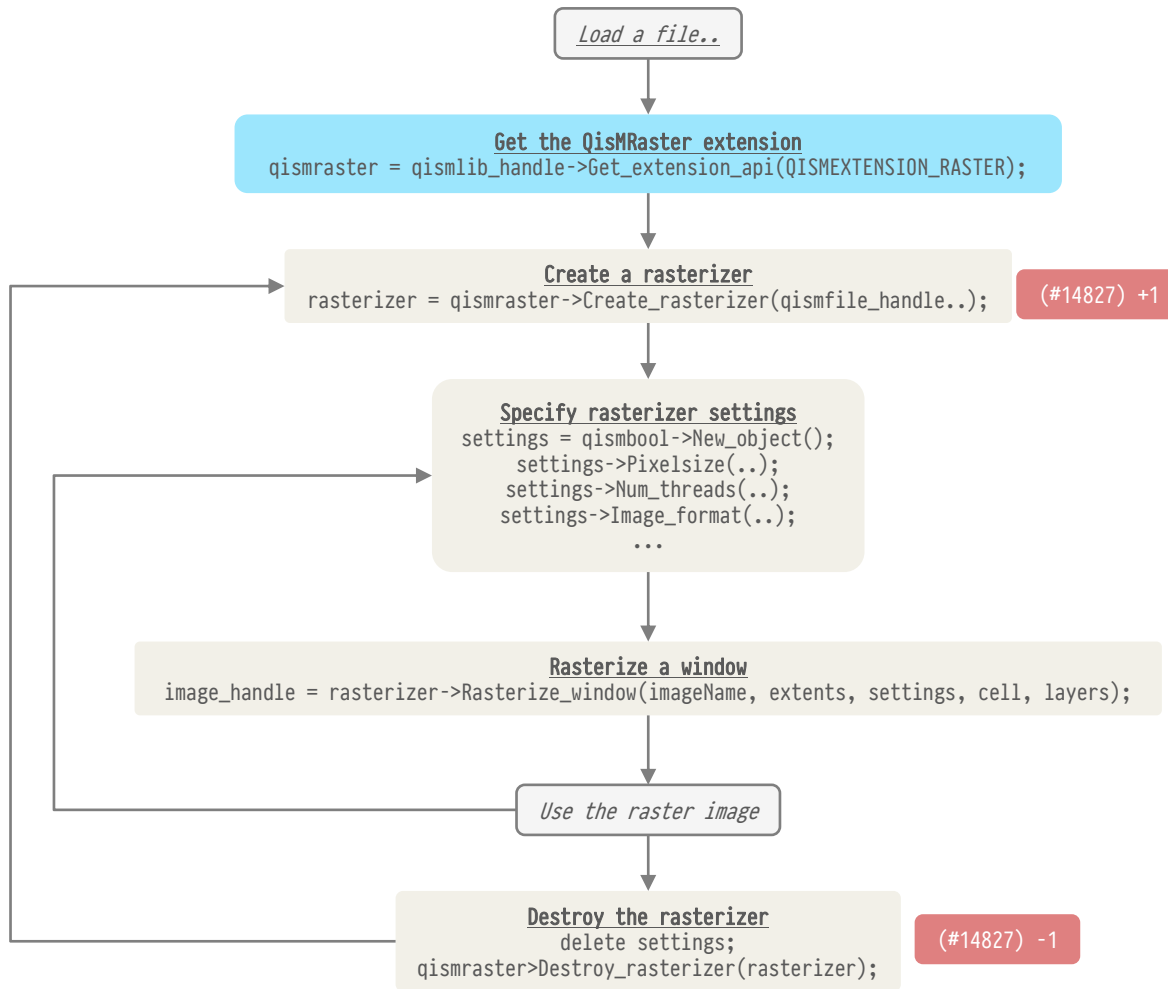 Load a file..
Get the QisMRaster extension
qismraster = qismlib_handle->Get_extension_api(QISMEXTENSION_RASTER);
Create a rasterizer
rasterizer = qismraster->Create_rasterizer(qismfile_handle..);
(#14827) +1
Specify rasterizer settings
settings = qismbool->New_object();
settings->Pixelsize(..);
settings->Num_threads(..);
settings->Image_format(..);
...
Rasterize a window
image_handle = rasterizer->Rasterize_window(imageName, extents, settings, cell, layers);
Use the raster image
Destroy the rasterizer
delete settings;
qismraster>Destroy_rasterizer(rasterizer);
(#14827) -1